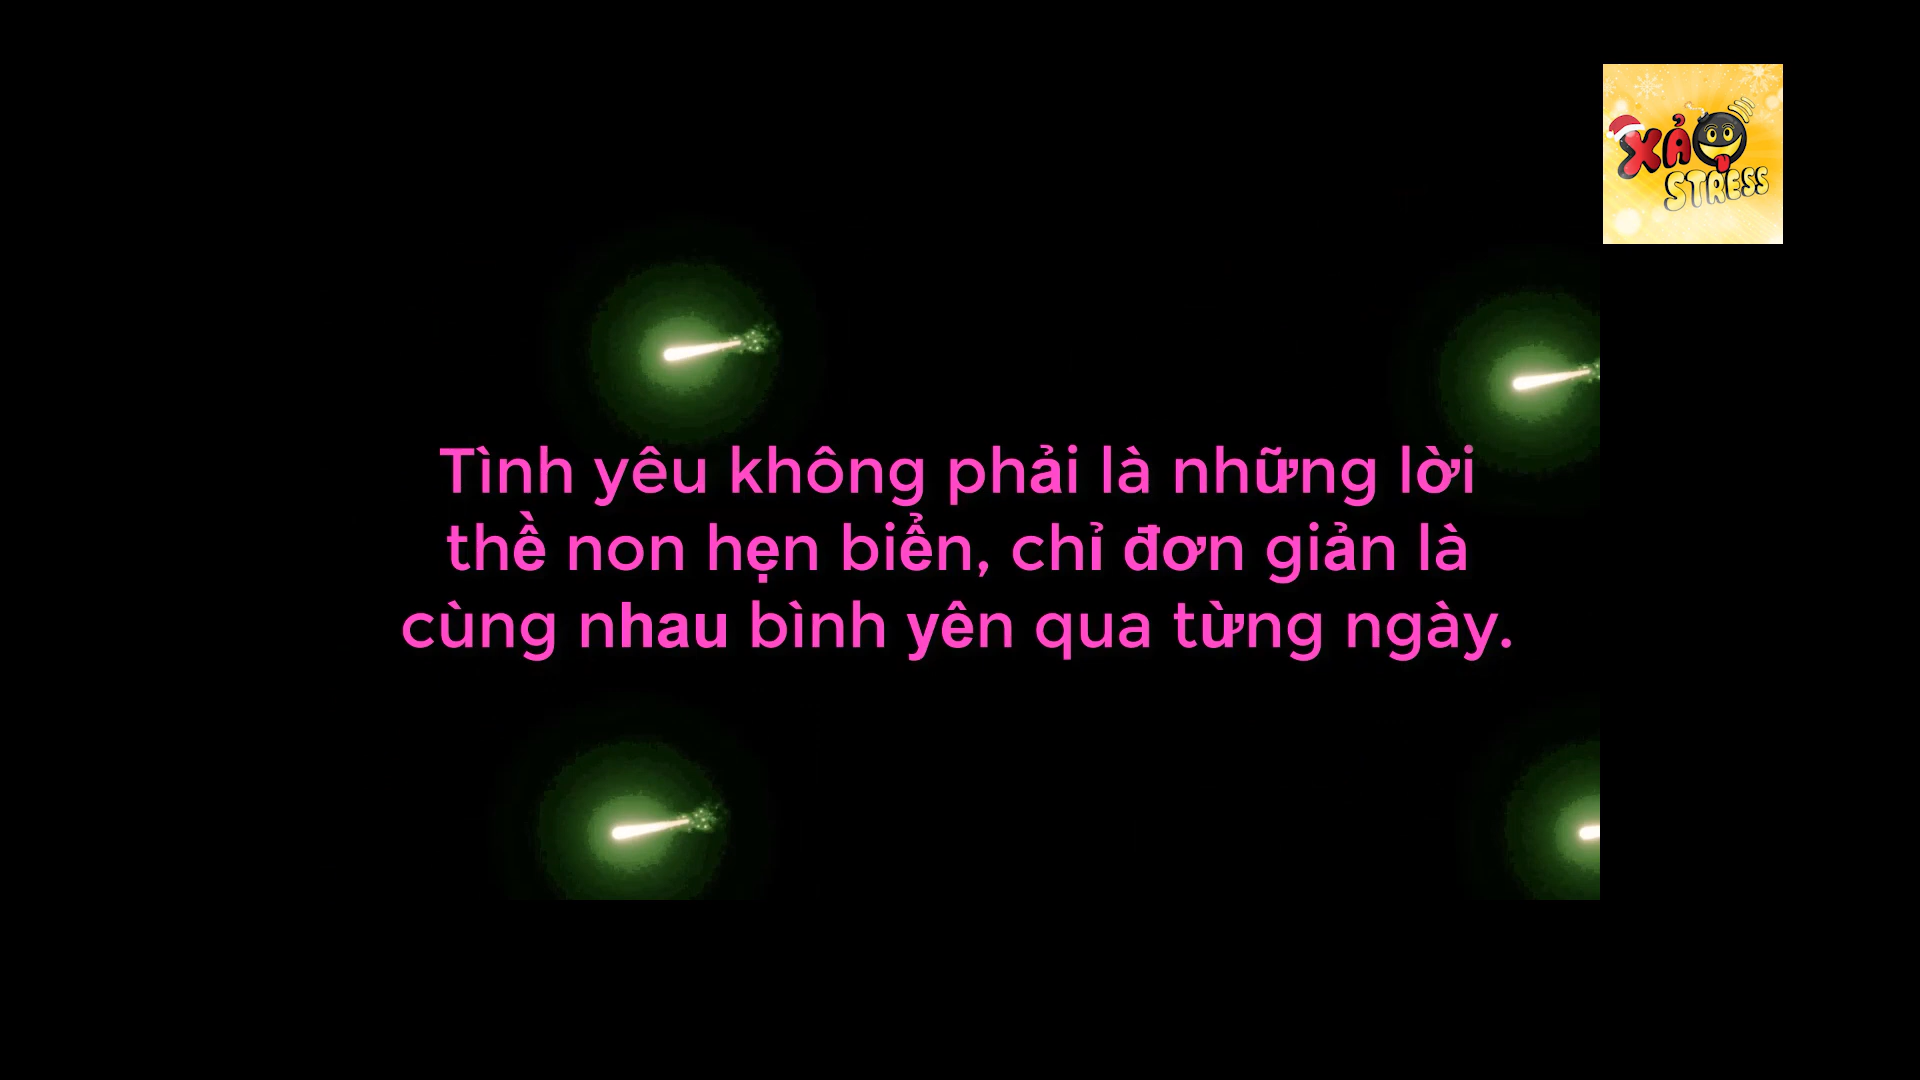 XẢ
STRESS
Tình yêu không phải là những lời
thề non hẹn biển, chỉ đơn giản là
cùng nhau bình yên qua từng ngày.